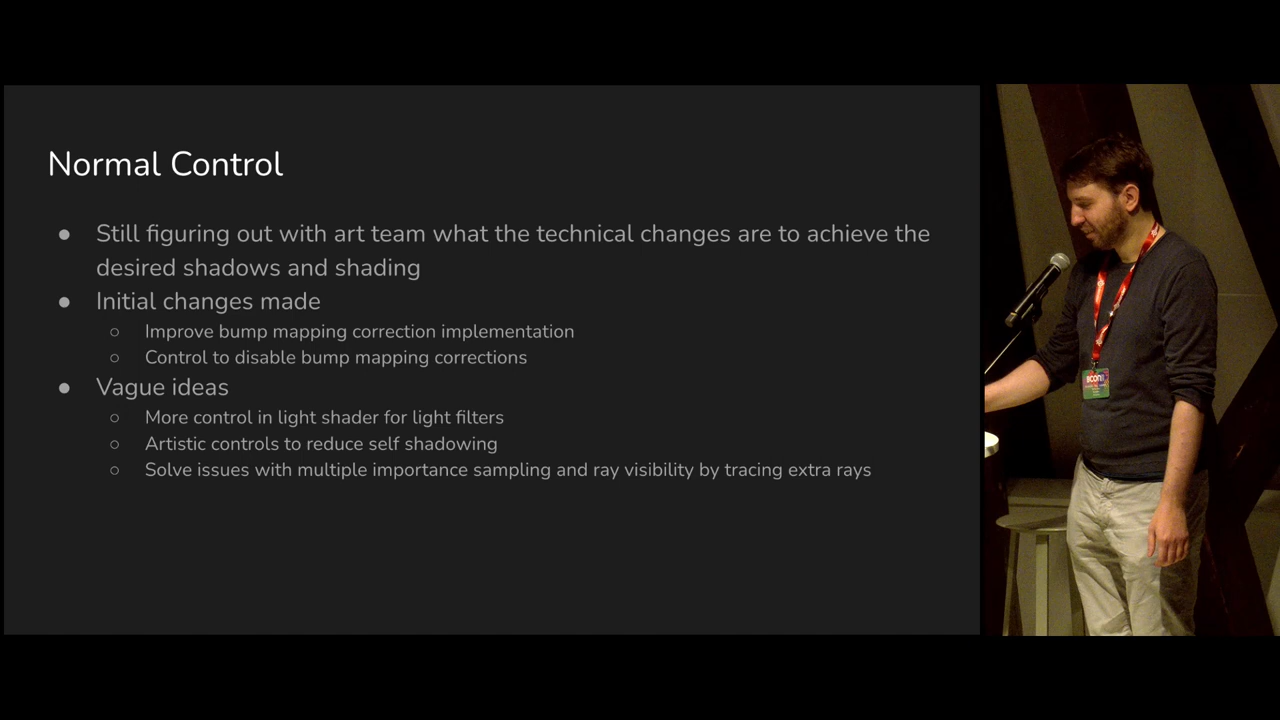 Normal Control
● Still figuring out with art team what the technical changes are to achieve the
desired shadows and shading
● Initial changes made
○ Improve bump mapping correction implementation
○ Control to disable bump mapping corrections
● Vague ideas
○ More control in light shader for light filters
○ Artistic controls to reduce self shadowing
○ Solve issues with multiple importance sampling and ray visibility by tracing extra rays
BCON